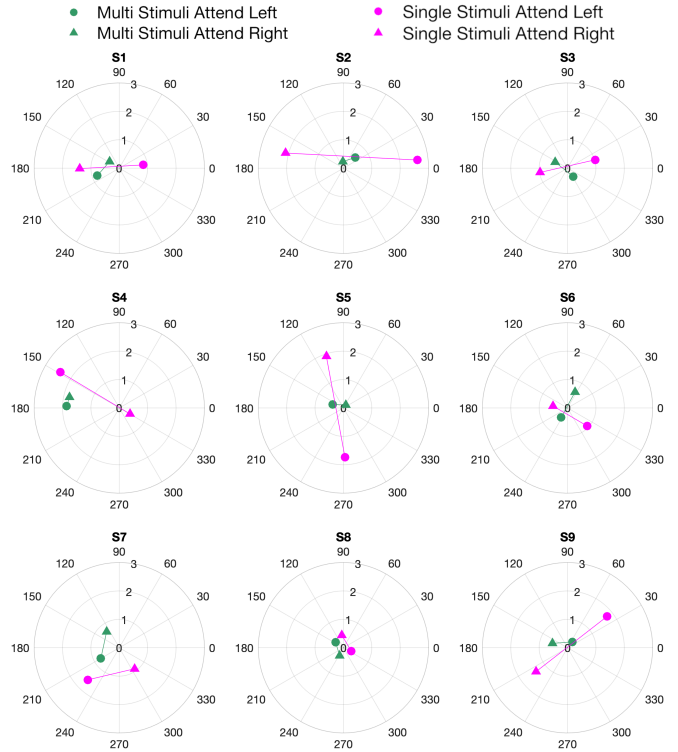 Multi Stimuli Attend Left Single Stimuli Attend Left
Multi Stimuli Attend Right Single Stimuli Attend Right
S1 S2 S3
90 90 90
120 3 60 120 3 60 120 3 60
150 2 30 150 2 30 150 2 30
1 1 1
180 0 0 180 0 0 180 0 0
210 330 210 330 210 330
240 300 240 300 240 300
270 270 270
S4 S5 S6
90 90 90
120 3 60 120 3 60 120 3 60
150 2 30 150 2 30 150 2 30
1 1 1
180 0 0 180 0 0 180 0 0
210 330 210 330 210 330
240 300 240 300 240 300
270 270 270
S7 S8 S9
90 90 90
120 3 60 120 3 60 120 3 60
150 2 30 150 2 30 150 2 30
1 1 1
180 0 0 180 0 0 180 0 0
210 330 210 330 210 330
240 300 240 300 240 300
270 270 270